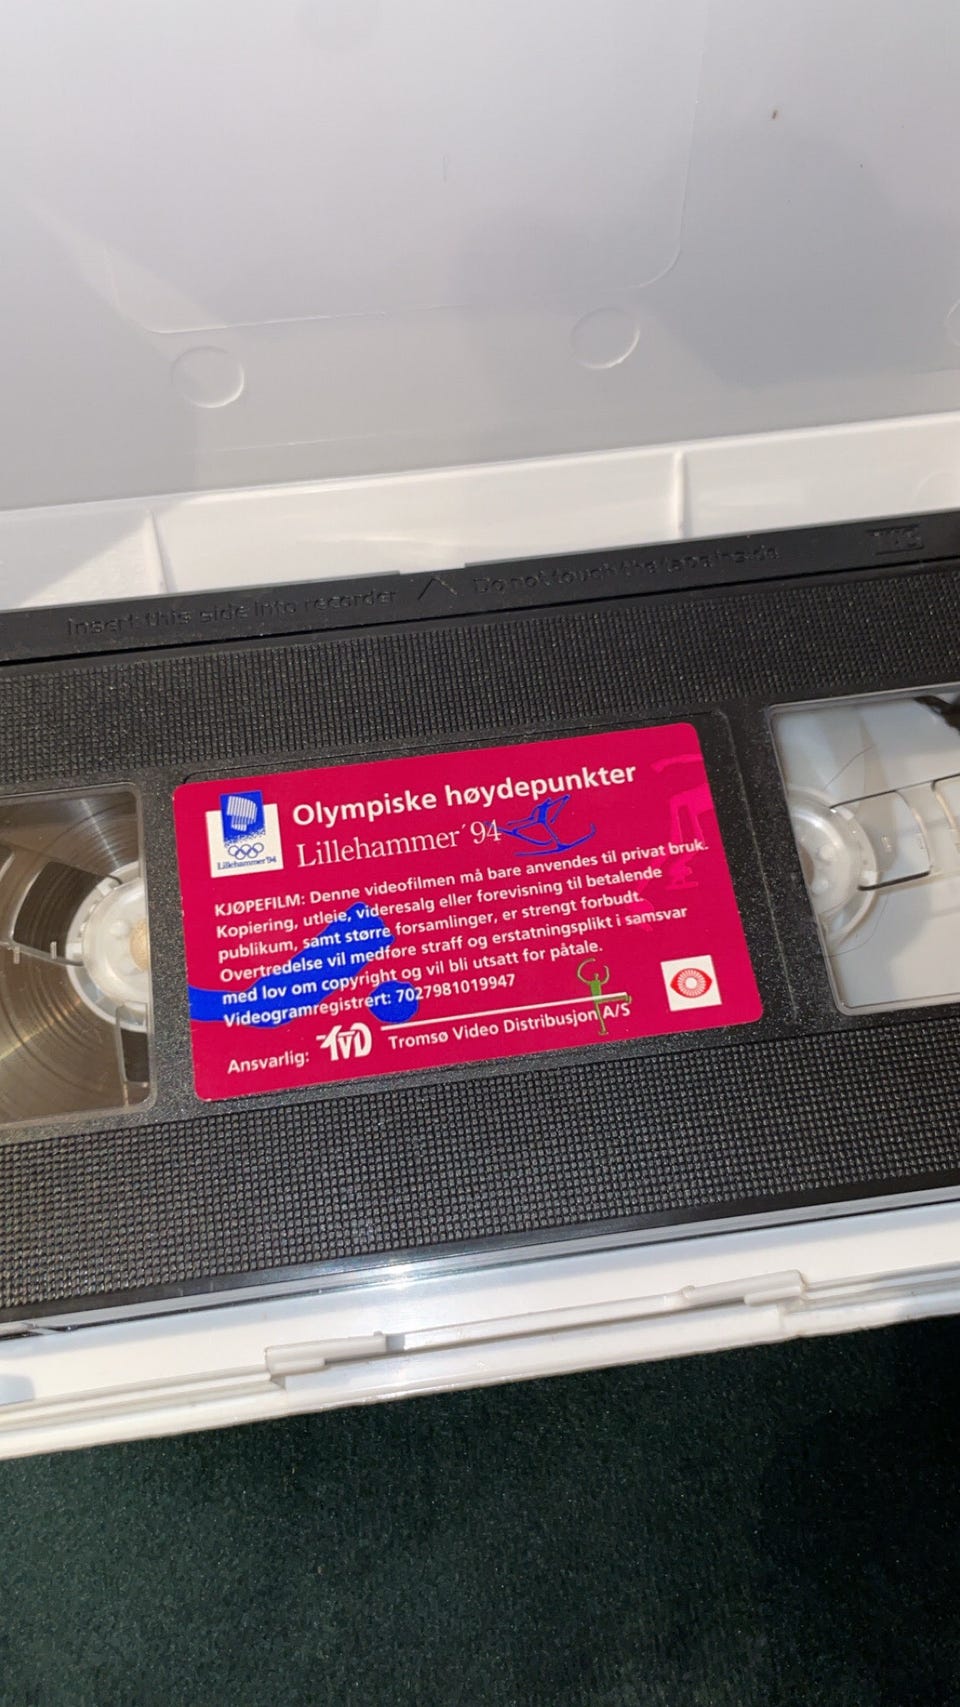 Insert this side into recorder
Do not touch the tape inside
VHS
Olympiske høydepunkter
Lillehammer'94
Lillehammer'94
KJØPEFILM: Denne videofilmen må bare anvendes til privat bruk.
Kopiering, utleie, videresalg eller forevisning til betalende
publikum, samt større forsamlinger, er strengt forbudt.
Overtredelse vil medføre straff og erstatningsplikt i samsvar
med lov om copyright og vil bli utsatt for påtale.
Videogramregistrert: 7027981019947
Ansvarlig: TVD Tromsø Video Distribusjon A/S